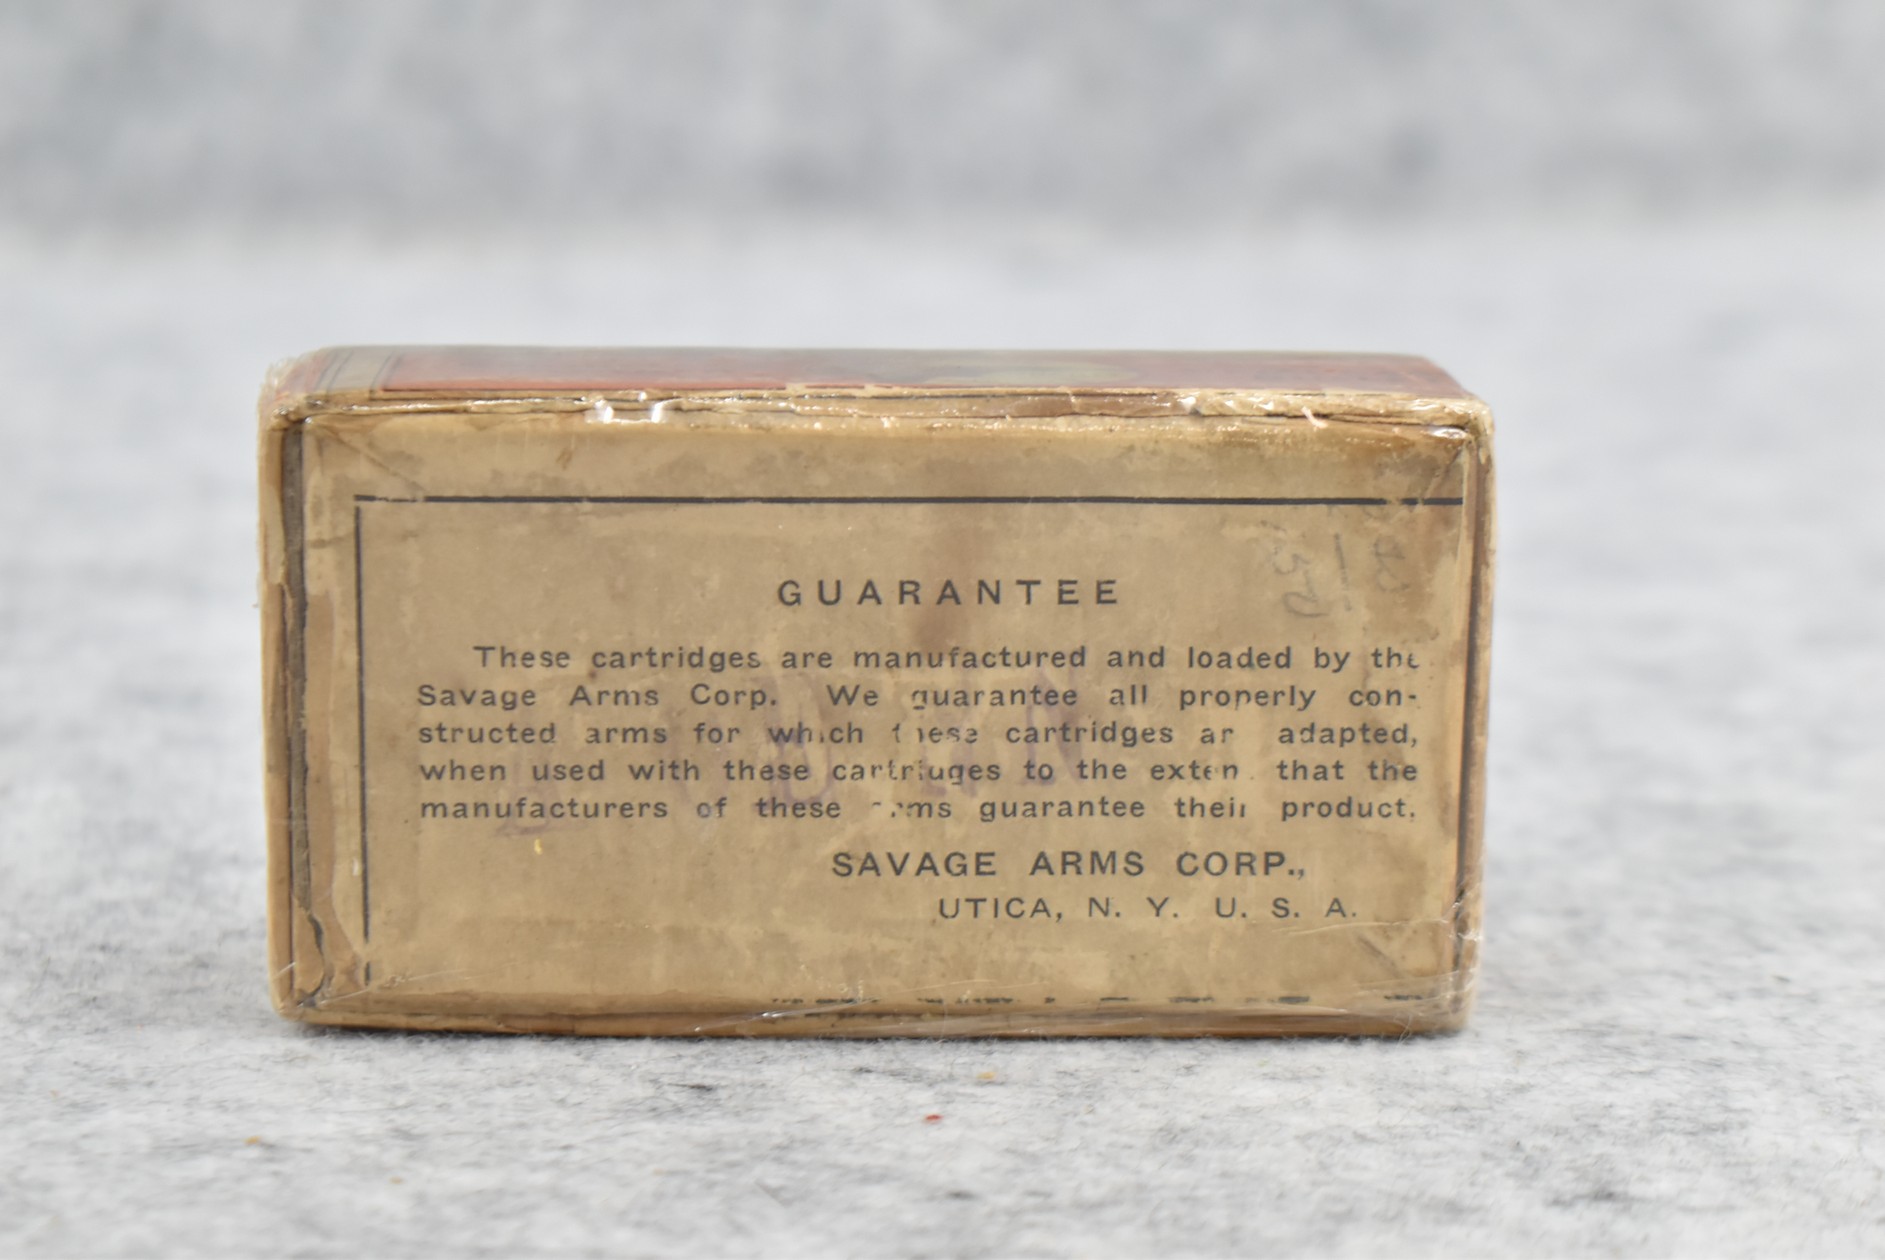 GUARANTEE
These cartridges are manufactured and loaded by the
Savage Arms Corp. We guarantee all properly con-
structed arms for which these cartridges ar adapted,
when used with these cartridges to the exten that the
manufacturers of these arms guarantee their product.
SAVAGE ARMS CORP.,
UTICA, N. Y. U. S. A.